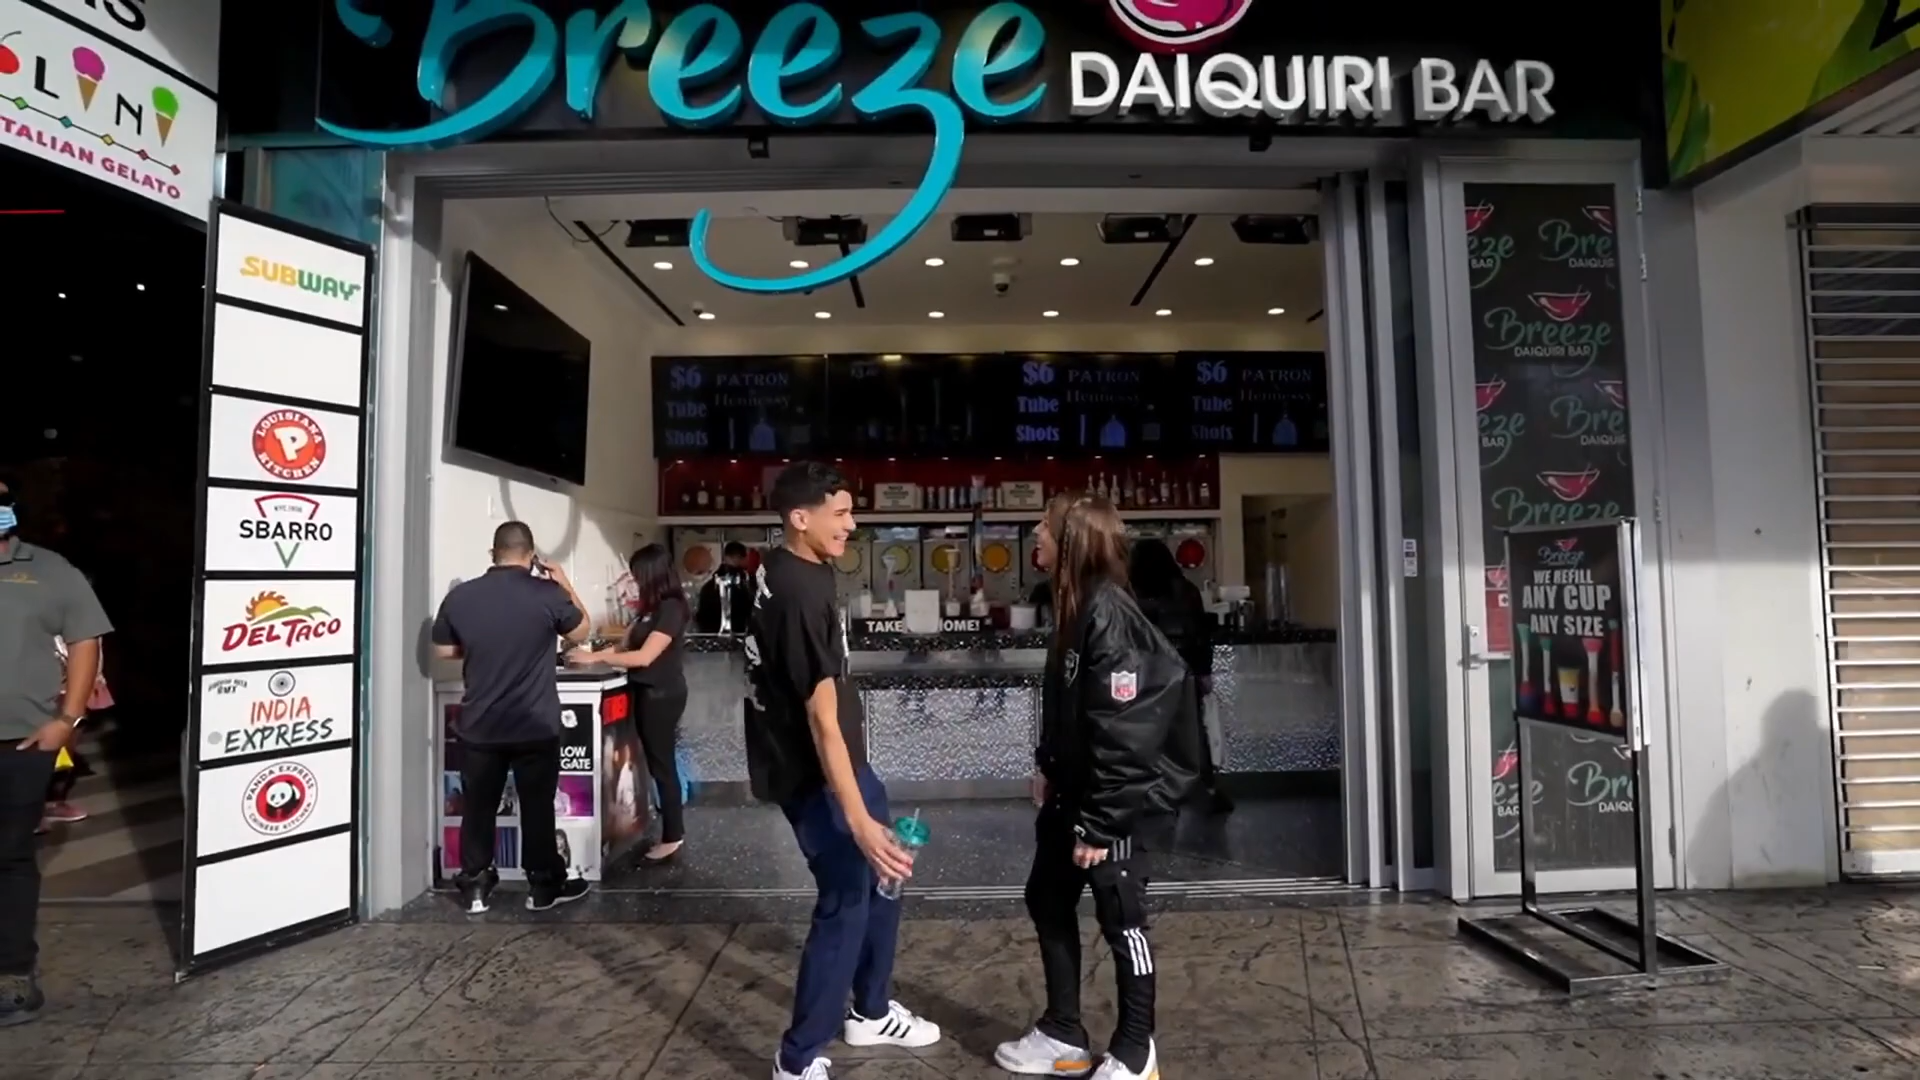 Breeze
DAIQUIRI BAR
ITALIAN GELATO
SUBWAY
LOUISIANA
P
KITCHEN
SBARRO
DEL TACO
INDIA
EXPRESS
PANDA EXPRESS
CHINESE KITCHEN
$6
Tube
Shots
PATRON
Hennessy
$6
Tube
Shots
PATRON
Hennessy
$6
Tube
Shots
PATRON
Hennessy
TAKE HOME!
NFL
Breeze
DAIQUIRI BAR
Breeze
Breeze
WE REFILL
ANY CUP
ANY SIZE